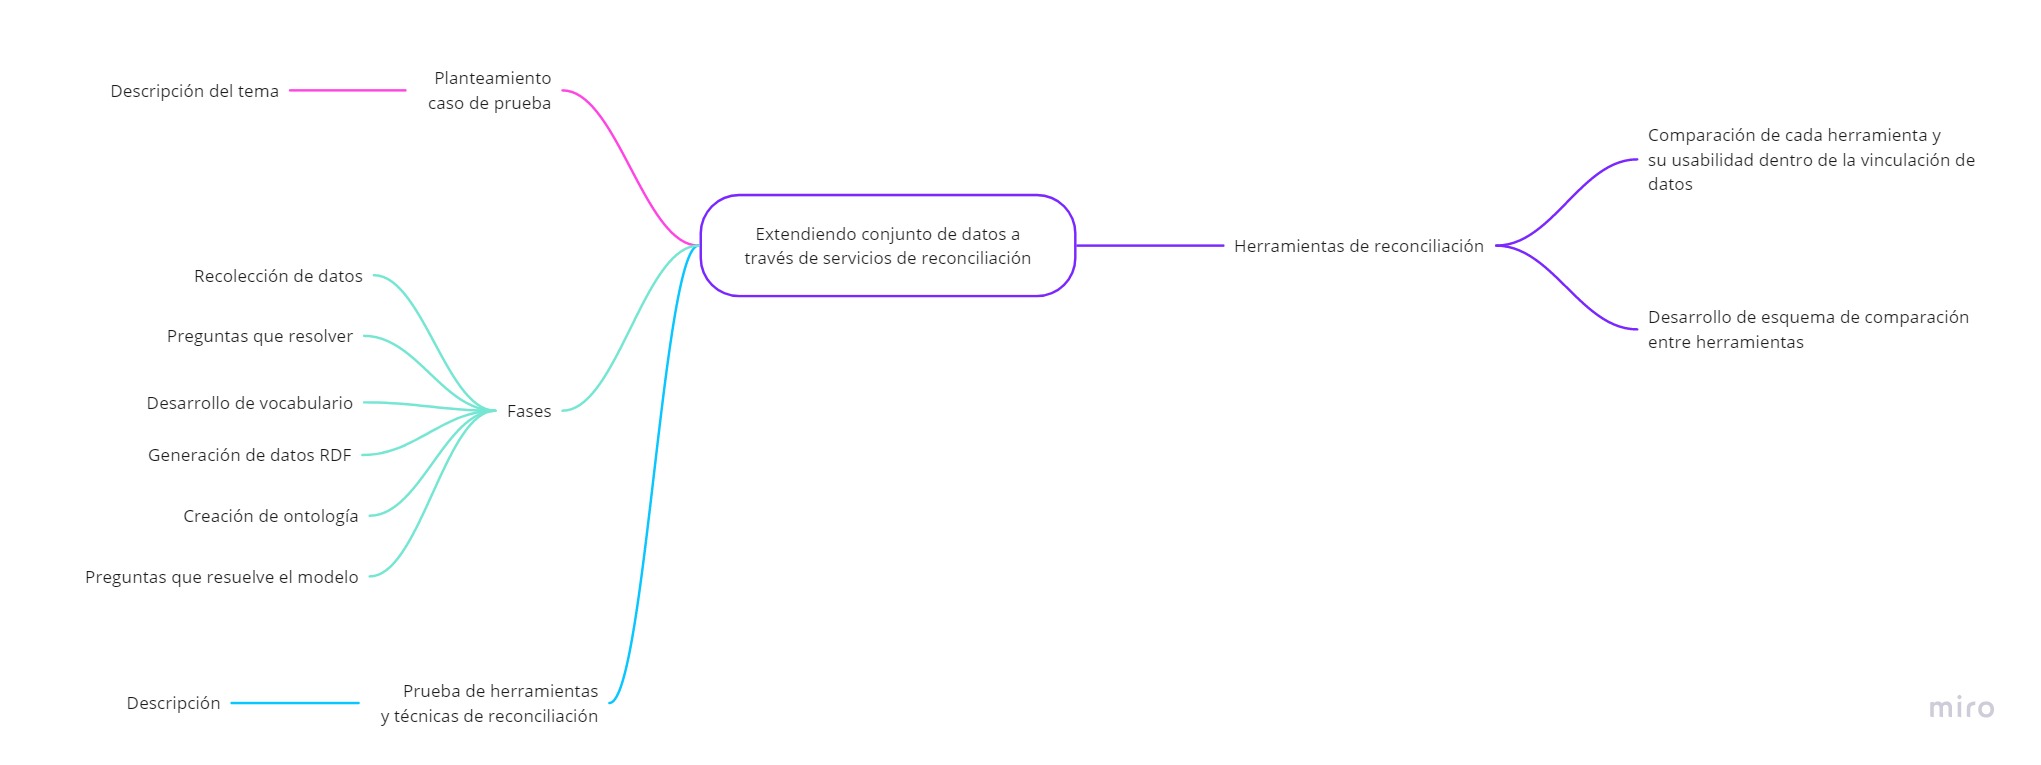 Descripción del tema
Planteamiento
caso de prueba
Recolección de datos
Preguntas que resolver
Desarrollo de vocabulario
Generación de datos RDF
Creación de ontología
Preguntas que resuelve el modelo
Fases
Descripción
Prueba de herramientas
y técnicas de reconciliación
Extendiendo conjunto de datos a
través de servicios de reconciliación
Herramientas de reconciliación
Comparación de cada herramienta y
su usabilidad dentro de la vinculación de
datos
Desarrollo de esquema de comparación
entre herramientas
miro